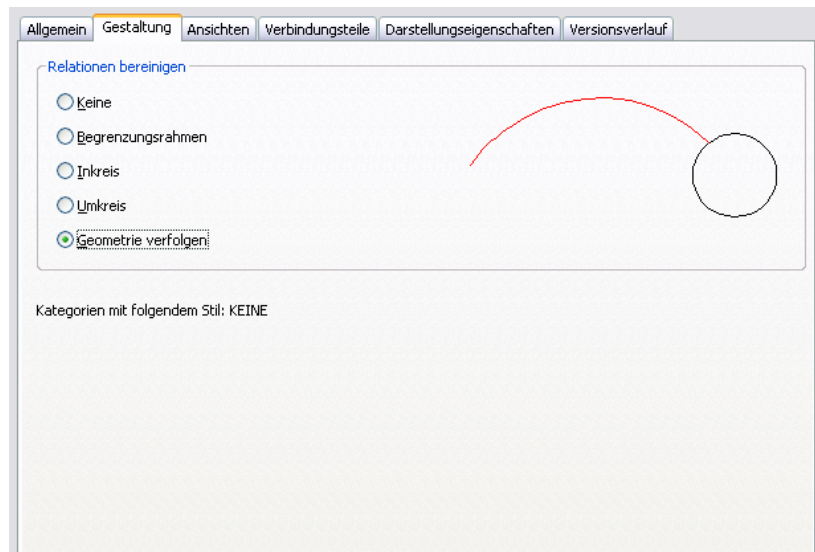 Allgemein Gestaltung Ansichten Verbindungsteile Darstellungseigenschaften Versionsverlauf
Relationen bereinigen
Keine
Begrenzungsrahmen
Inkreis
Umkreis
Geometrie verfolgen
Kategorien mit folgendem Stil: KEINE